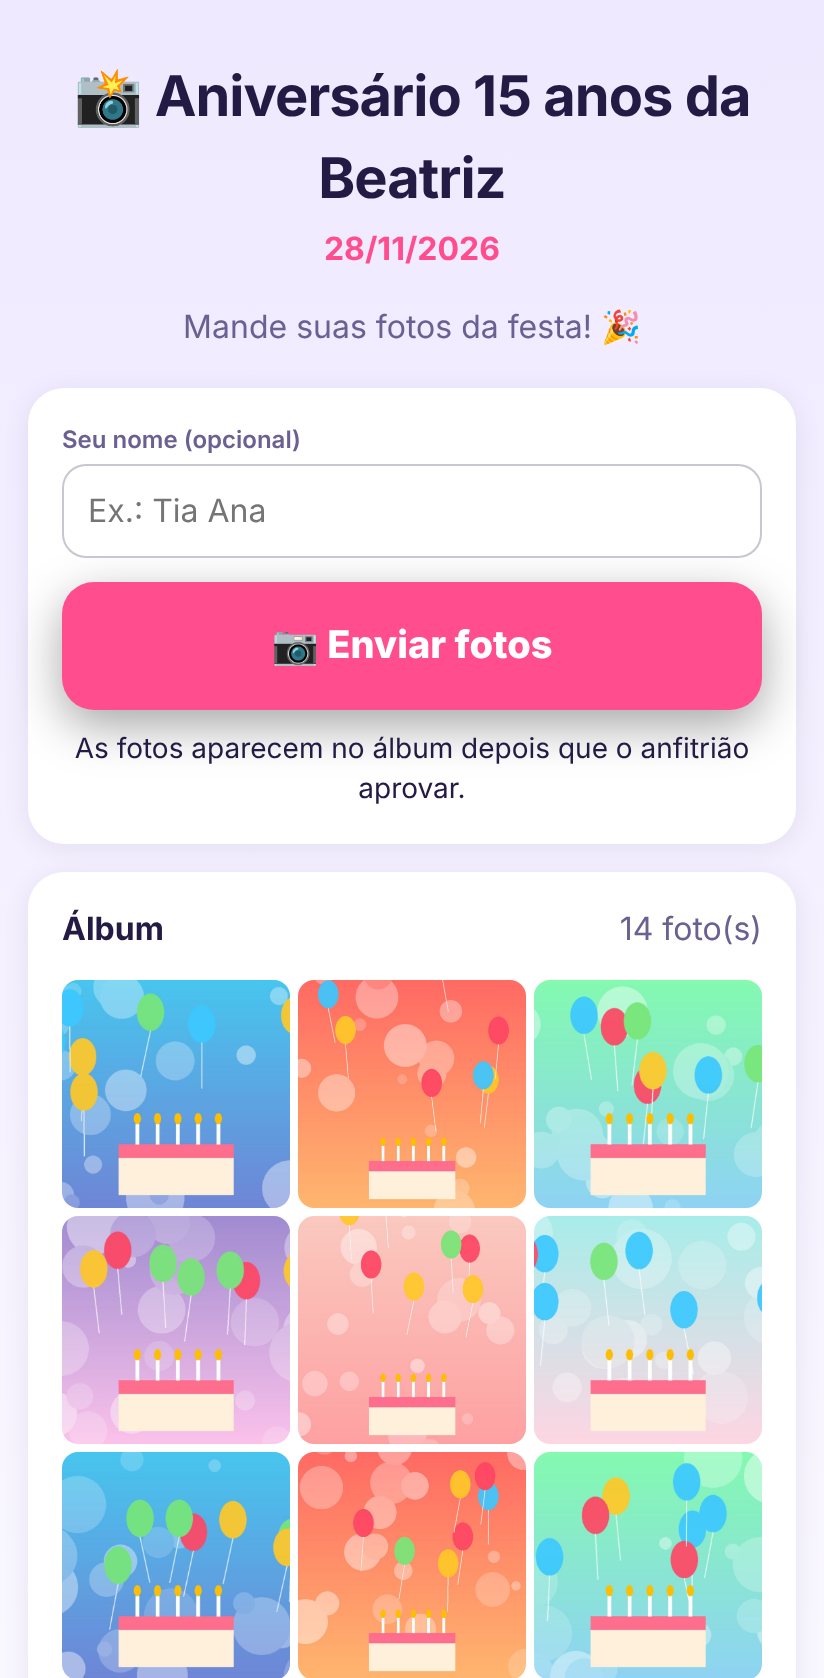 📸 Aniversário 15 anos da
Beatriz
28/11/2026
Mande suas fotos da festa! 🎉
Seu nome (opcional)
Ex.: Tia Ana
📷 Enviar fotos
As fotos aparecem no álbum depois que o anfitrião
aprovar.
Álbum
14 foto(s)